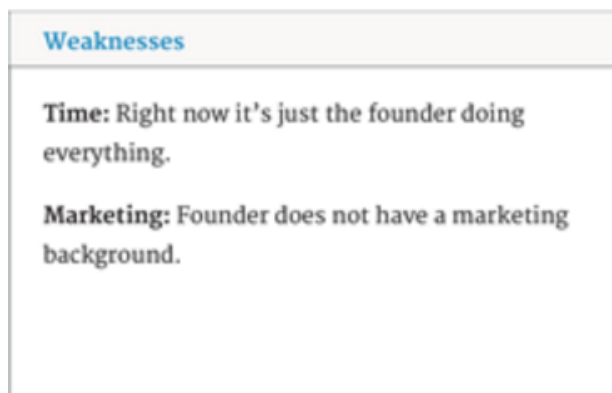 Weaknesses
Time: Right now it’s just the founder doing
everything.
Marketing: Founder does not have a marketing
background.